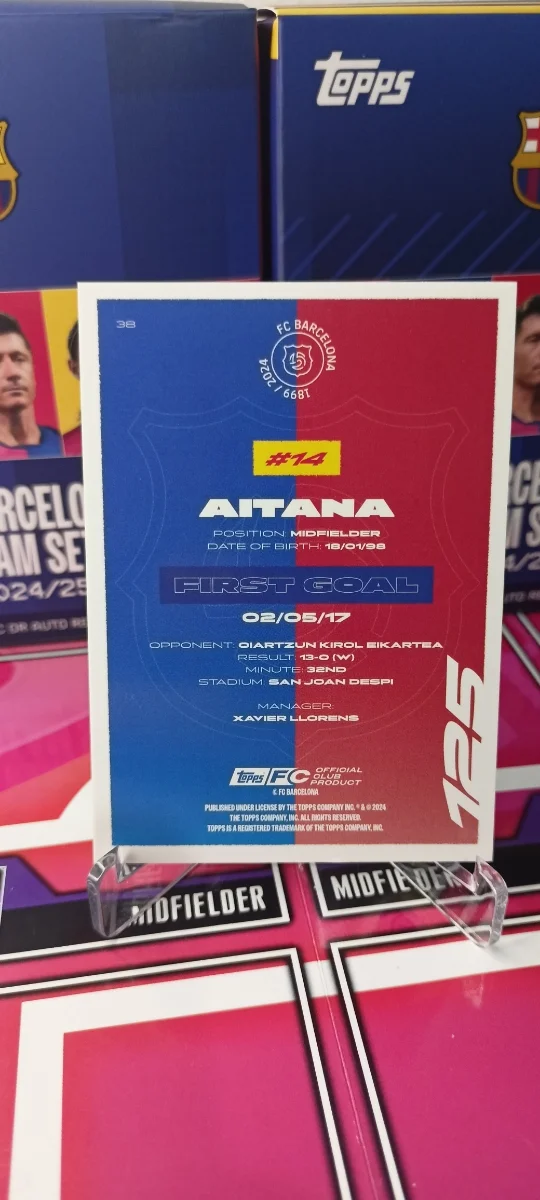 topps
RCELO
AM SE
024/25
38
FC BARCELONA
1899 / 2024
#14
AITANA
POSITION: MIDFIELDER
DATE OF BIRTH: 18/01/98
FIRST GOAL
02/05/17
OPPONENT: OIARTZUN KIROL EIKARTEA
RESULT: 13-0 (W)
MINUTE: 32ND
STADIUM: SAN JOAN DESPI
MANAGER:
XAVIER LLORENS
125
topps FC OFFICIAL CLUB PRODUCT
© FC BARCELONA
PUBLISHED UNDER LICENSE BY THE TOPPS COMPANY INC. ® & © 2024
THE TOPPS COMPANY INC. ALL RIGHTS RESERVED.
TOPPS IS A REGISTERED TRADEMARK OF THE TOPPS COMPANY, INC.
MIDFIELDER
MIDFIELDER